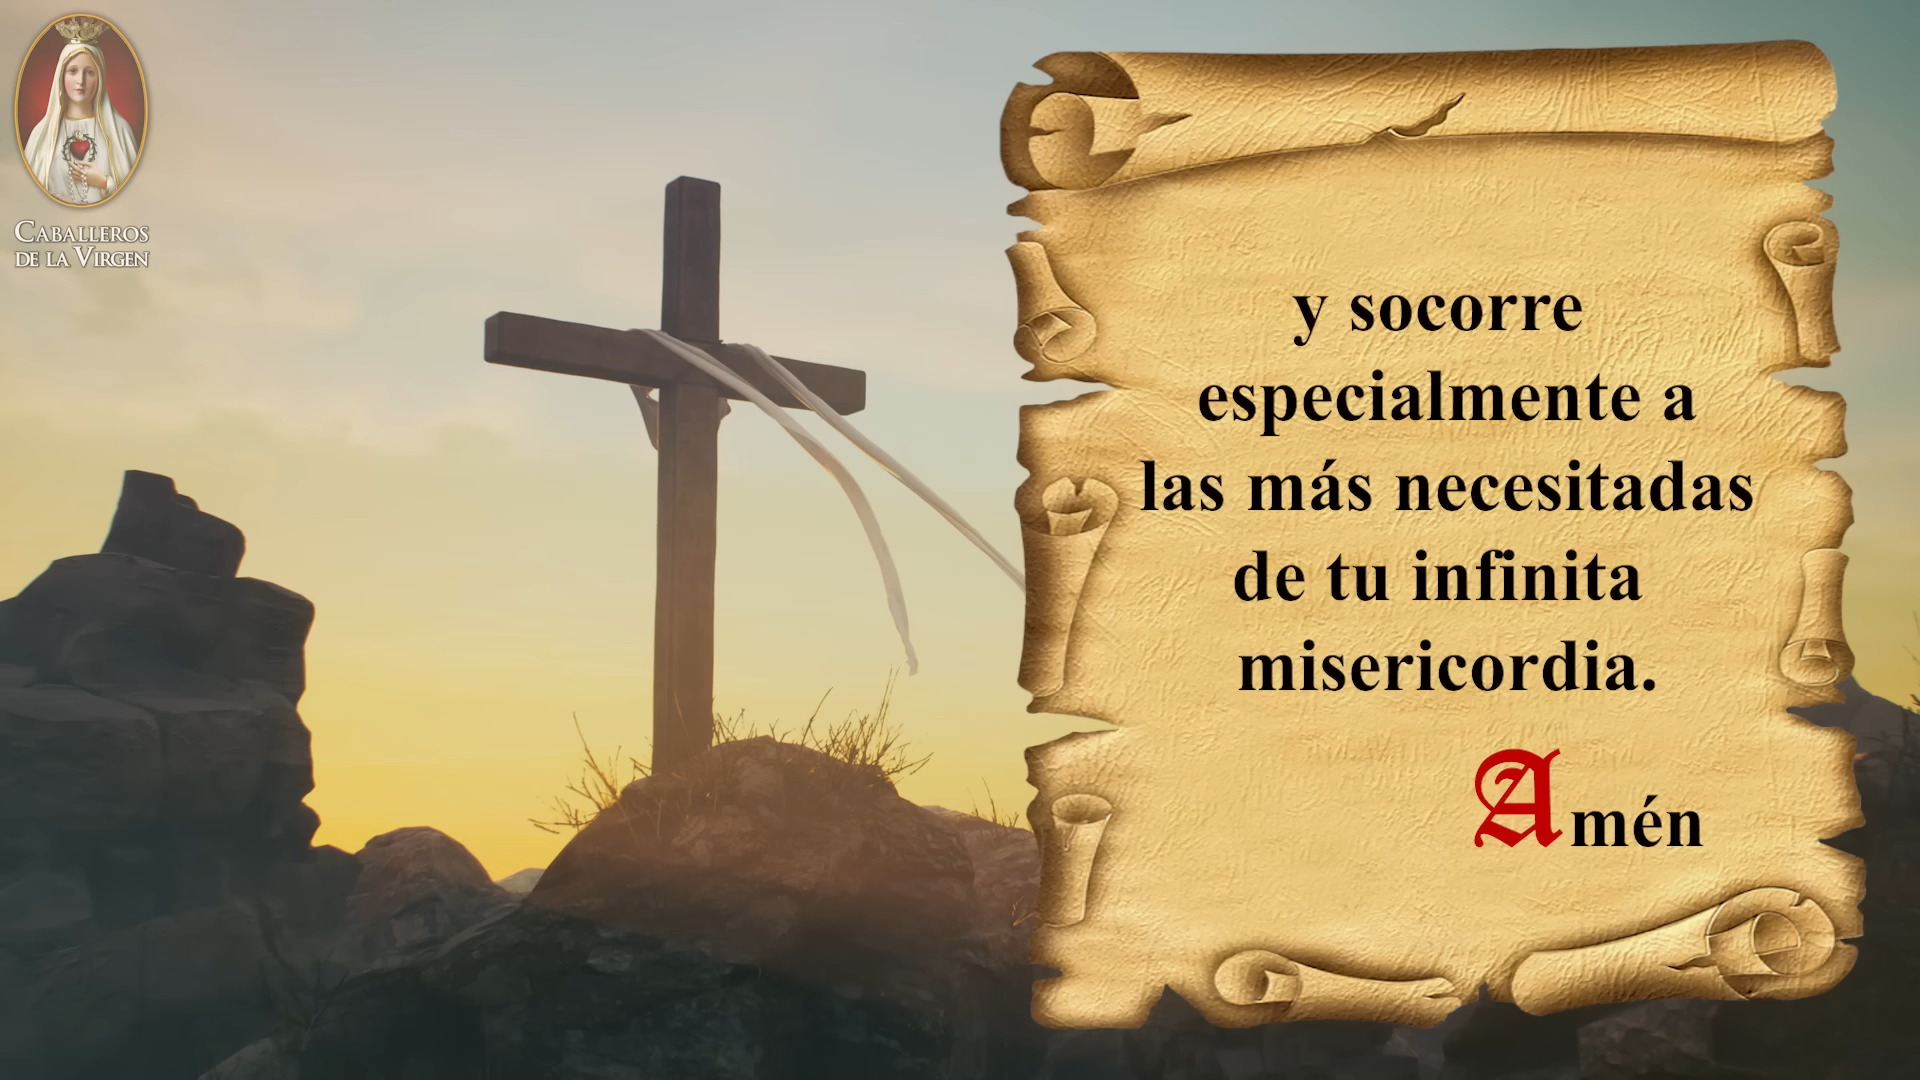 CABALLEROS
DE LA VIRGEN
y socorre
especialmente a
las más necesitadas
de tu infinita
misericordia.
Amén